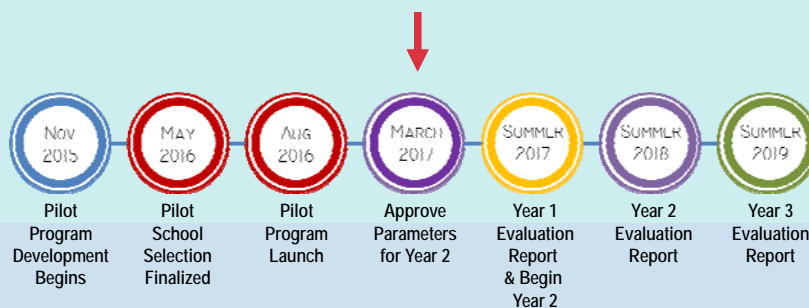 Nov
2015
Pilot
Program
Development
Begins
May
2016
Pilot
School
Selection
Finalized
Aug
2016
Pilot
Program
Launch
March
2017
Approve
Parameters
for Year 2
Summer
2017
Year 1
Evaluation
Report
& Begin
Year 2
Summer
2018
Year 2
Evaluation
Report
Summer
2019
Year 3
Evaluation
Report